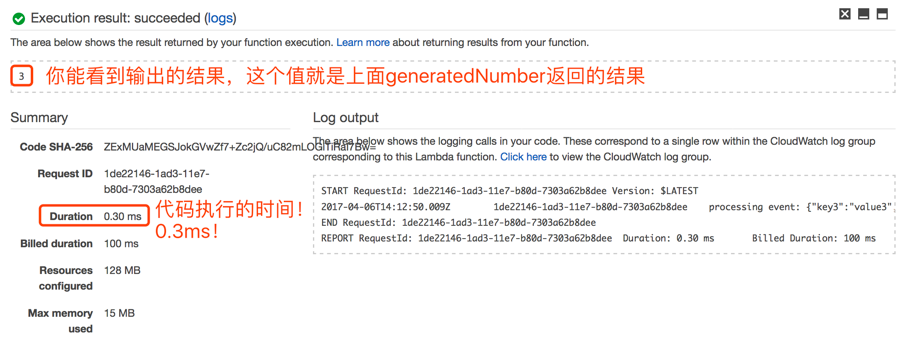 Execution result: succeeded (logs)
The area below shows the result returned by your function execution. Learn more about returning results from your function.
3
你能看到输出的结果，这个值就是上面generatedNumber返回的结果
Summary
Code SHA-256 ZExMUaMEGSJokGVwZf7+Zc2jQ/uC82mLOGlTiRal7Bw=
Request ID 1de22146-1ad3-11e7-
b80d-7303a62b8dee
Duration 0.30 ms
代码执行的时间！
0.3ms！
Billed duration 100 ms
Resources 128 MB
configured
Max memory 15 MB
used
Log output
The area below shows the logging calls in your code. These correspond to a single row within the CloudWatch log group
corresponding to this Lambda function. Click here to view the CloudWatch log group.
START RequestId: 1de22146-1ad3-11e7-b80d-7303a62b8dee Version: $LATEST
2017-04-06T14:12:50.009Z 1de22146-1ad3-11e7-b80d-7303a62b8dee processing event: {"key3":"value3"
END RequestId: 1de22146-1ad3-11e7-b80d-7303a62b8dee
REPORT RequestId: 1de22146-1ad3-11e7-b80d-7303a62b8dee Duration: 0.30 ms Billed Duration: 100 ms